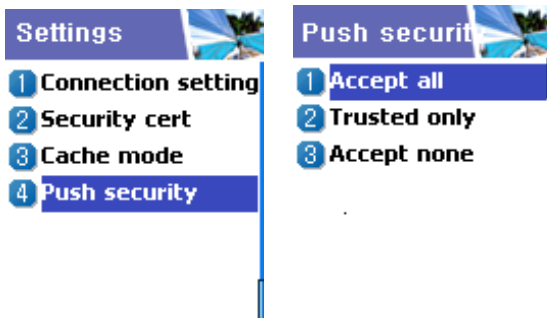 Settings
1 Connection setting
2 Security cert
3 Cache mode
4 Push security
Push securit
1 Accept all
2 Trusted only
3 Accept none